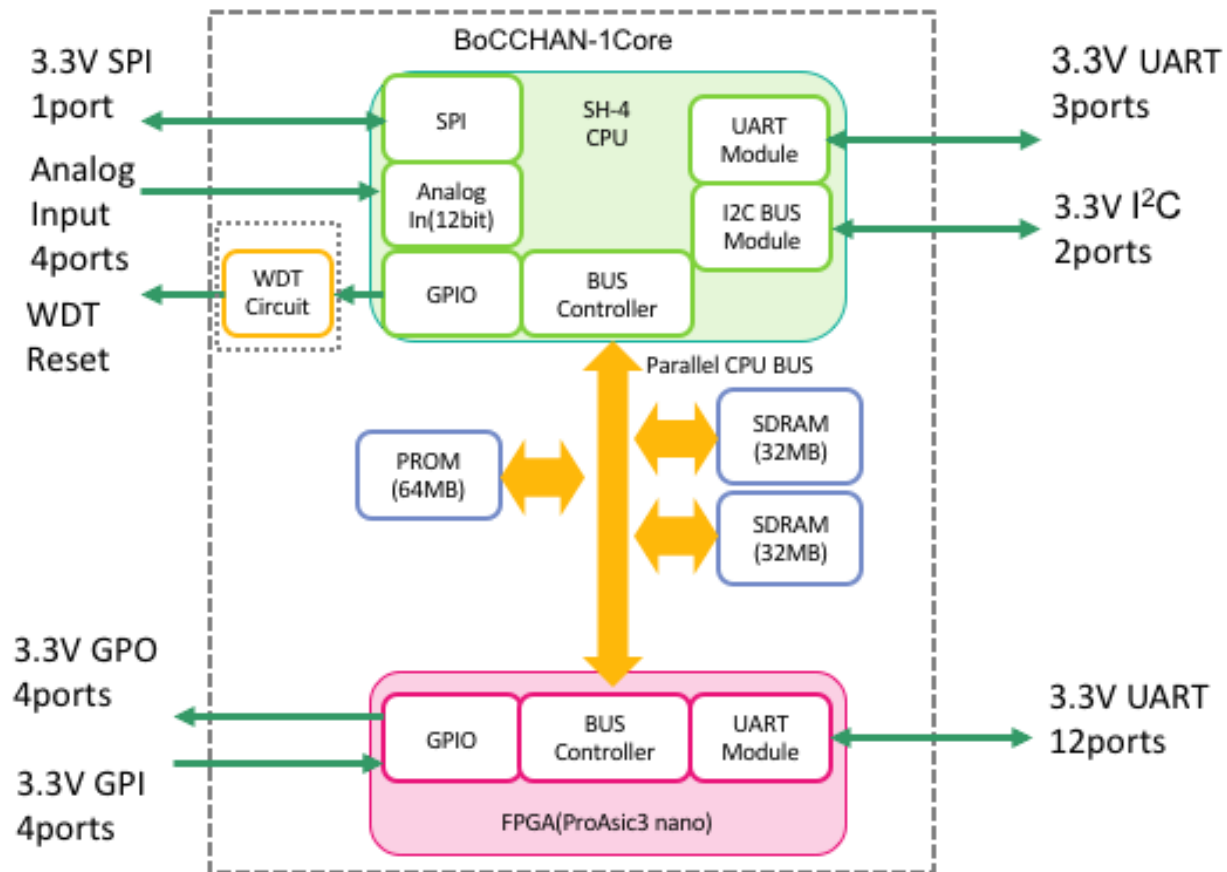 BoCCHAN-1Core
3.3V SPI
1port
Analog
Input
4ports
WDT
Reset
WDT
Circuit
SPI
Analog
In(12bit)
GPIO
SH-4
CPU
BUS
Controller
UART
Module
I2C BUS
Module
3.3V UART
3ports
3.3V I²C
2ports
Parallel CPU BUS
PROM
(64MB)
SDRAM
(32MB)
SDRAM
(32MB)
3.3V GPO
4ports
3.3V GPI
4ports
GPIO
BUS
Controller
UART
Module
FPGA(ProAsic3 nano)
3.3V UART
12ports